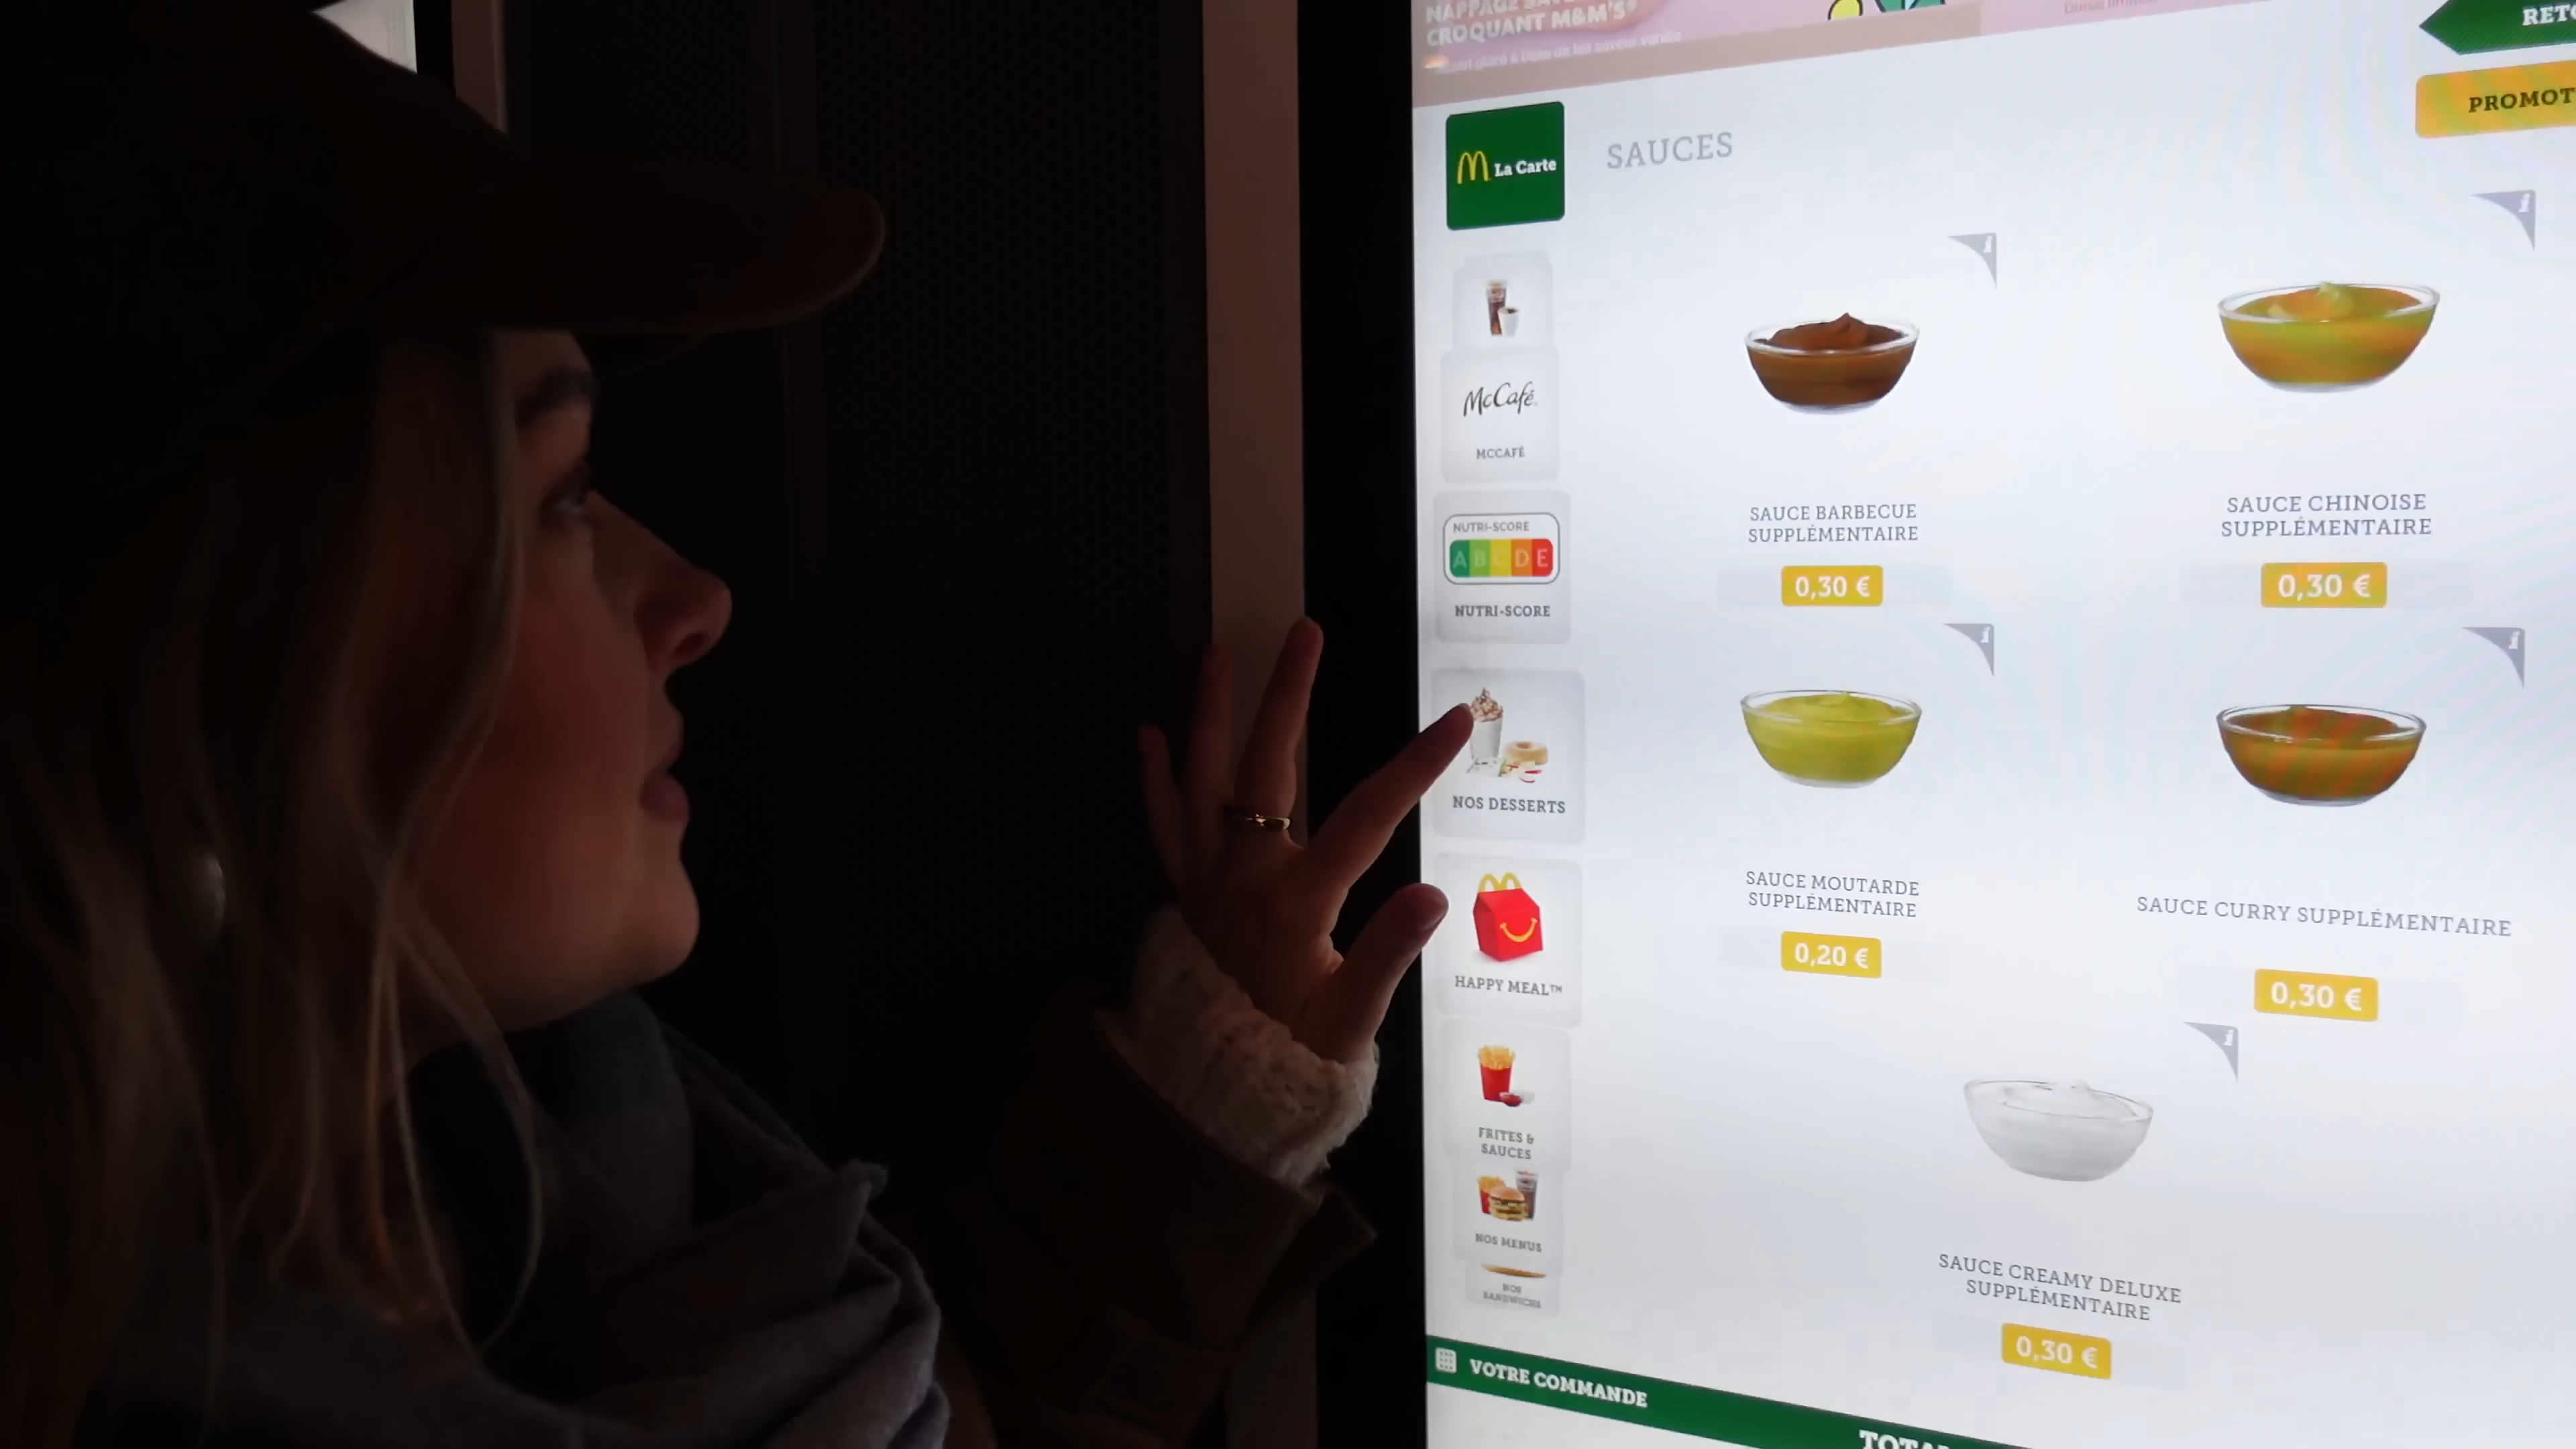 CROQUANT M&M'S®
PROMOT
La Carte
SAUCES
McCafé
MCCAFÉ
SAUCE BARBECUE
SUPPLÉMENTAIRE
0,30 €
SAUCE CHINOISE
SUPPLÉMENTAIRE
0,30 €
NUTRI-SCORE
A B C D E
NUTRI-SCORE
NOS DESSERTS
SAUCE MOUTARDE
SUPPLÉMENTAIRE
0,20 €
SAUCE CURRY SUPPLÉMENTAIRE
0,30 €
HAPPY MEAL™
FRITES &
SAUCES
NOS MENUS
NOS
SANDWICHS
SAUCE CREAMY DELUXE
SUPPLÉMENTAIRE
0,30 €
VOTRE COMMANDE